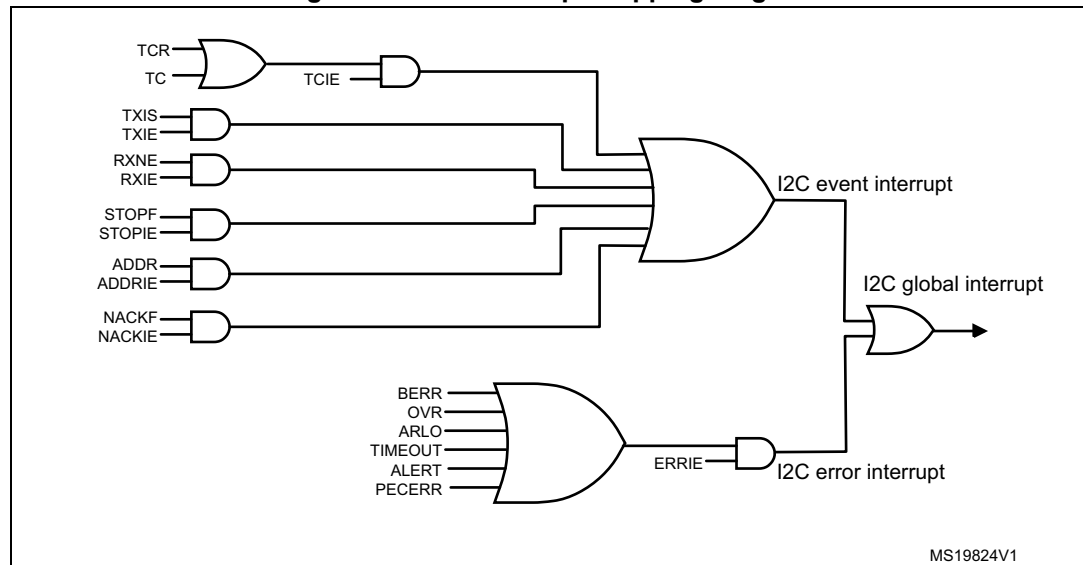 TCR
TC
TCIE
TXIS
TXIE
RXNE
RXIE
STOPF
STOPIE
ADDR
ADDRIE
NACKF
NACKIE
I2C event interrupt
I2C global interrupt
BERR
OVR
ARLO
TIMEOUT
ALERT
PECERR
ERRIE
I2C error interrupt
MS19824V1